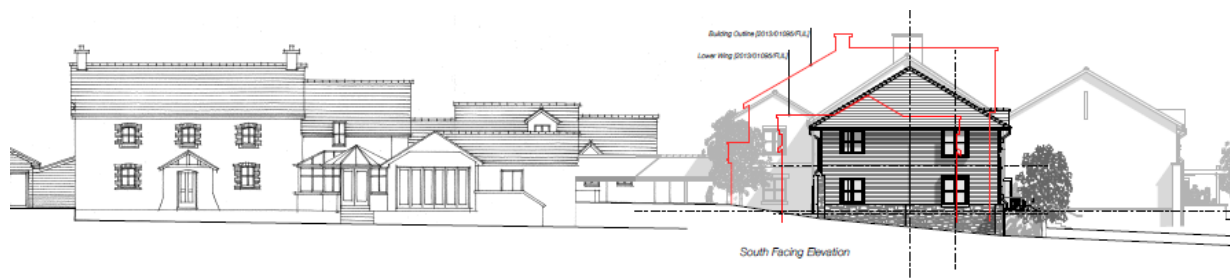 Building Outline [2013/01095/FUL]
Lower Wing [2013/01095/FUL]
South Facing Elevation